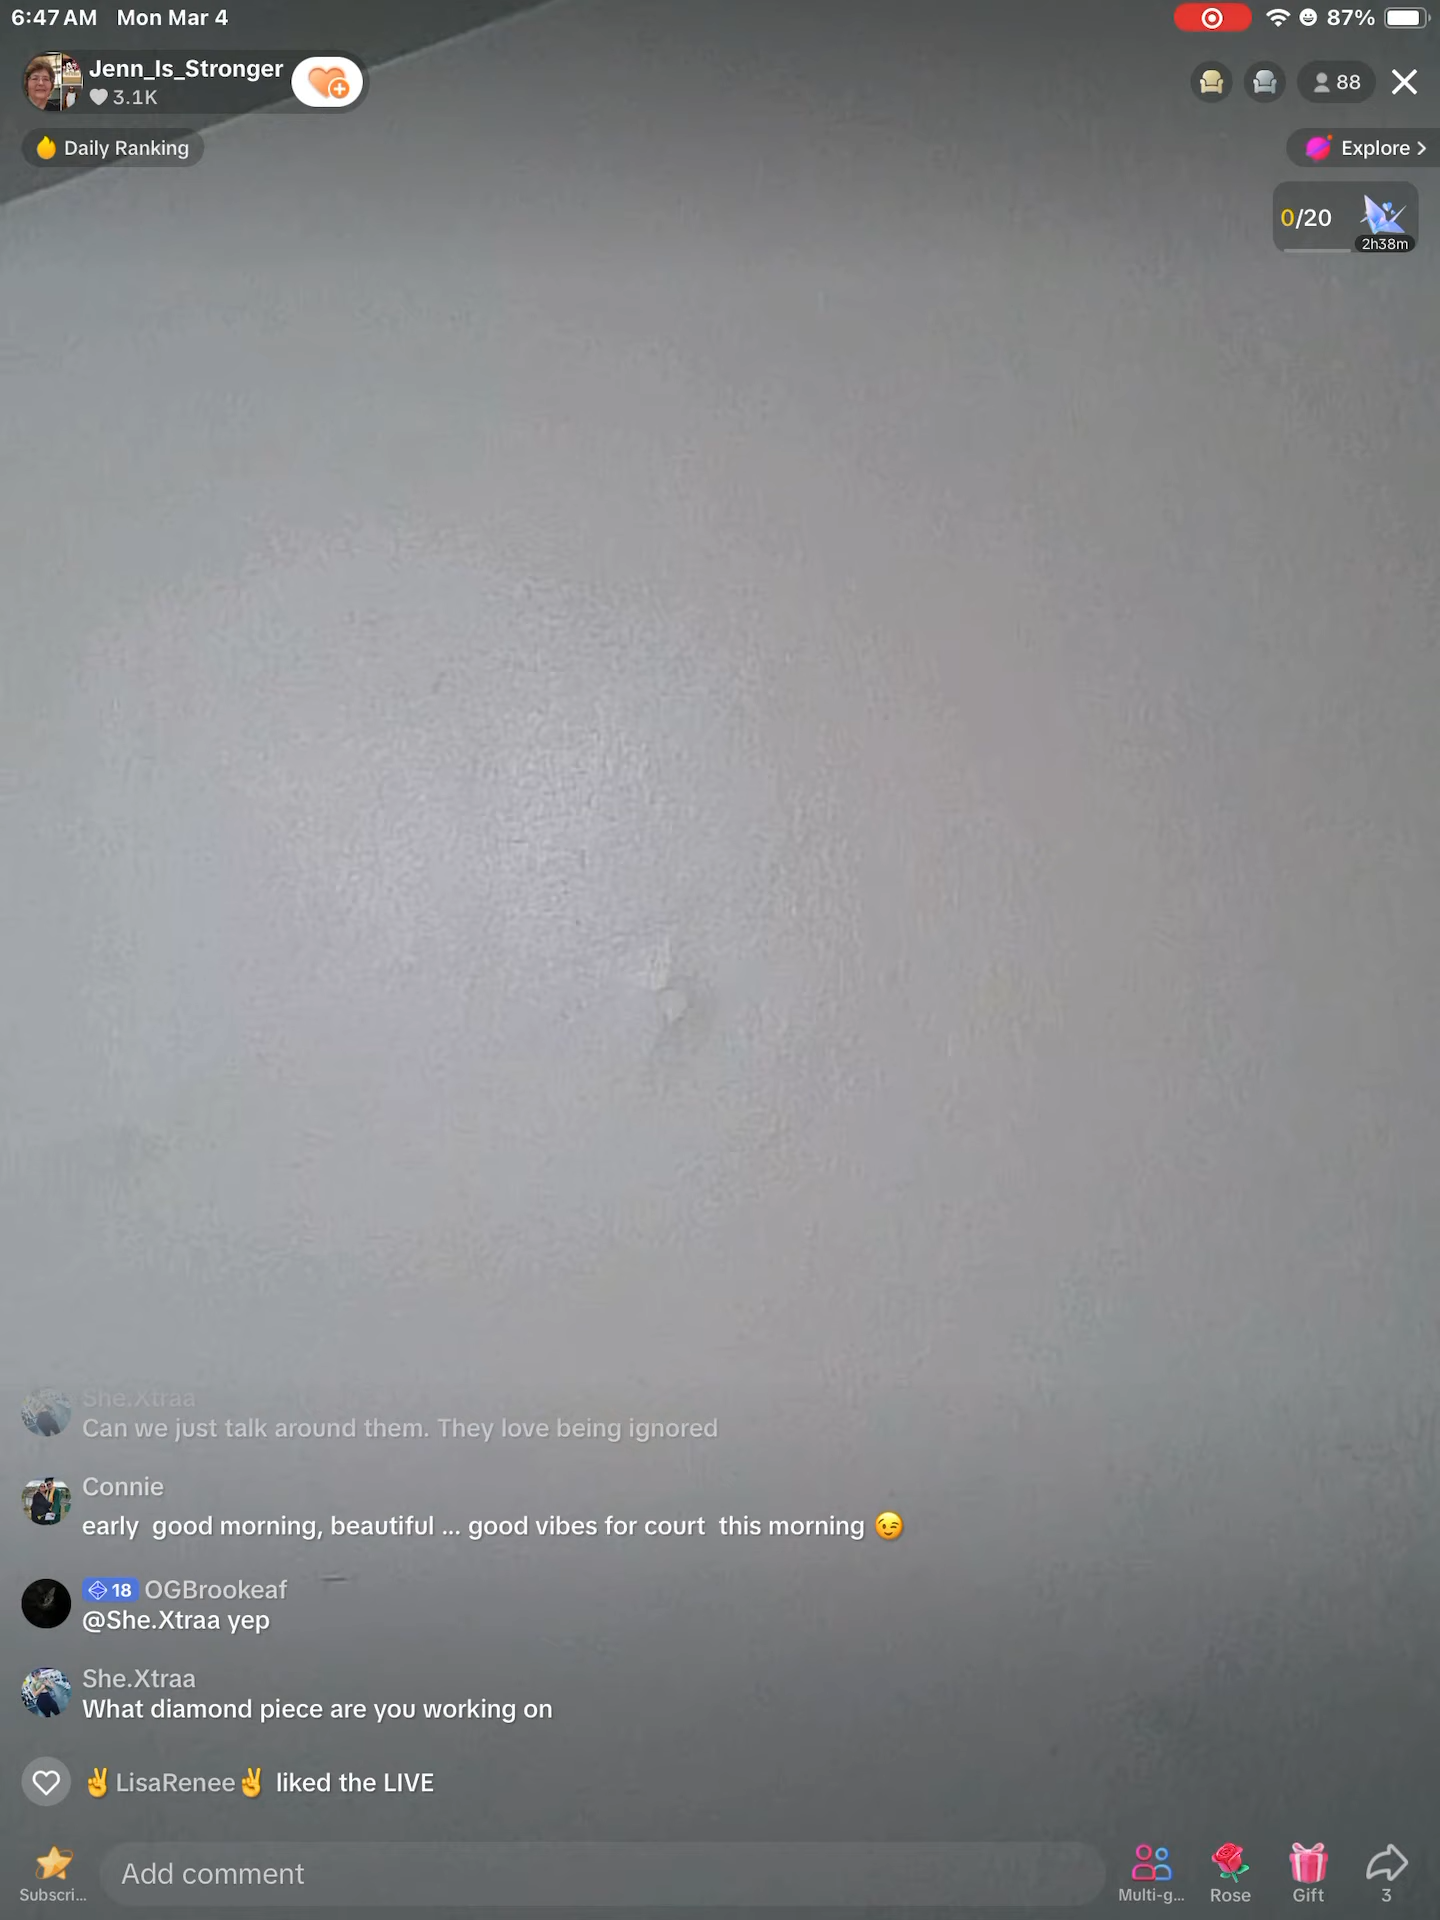 6:47 AM Mon Mar 4
87%
Jenn_Is_Stronger
3.1K
88
Daily Ranking
Explore >
0/20
2h38m
She.Xtraa
Can we just talk around them. They love being ignored
Connie
early good morning, beautiful ... good vibes for court this morning 😉
18 OGBrookeaf
@She.Xtraa yep
She.Xtraa
What diamond piece are you working on
✌️LisaRenee✌️ liked the LIVE
Add comment
Subscri...
Multi-g...
Rose
Gift
3